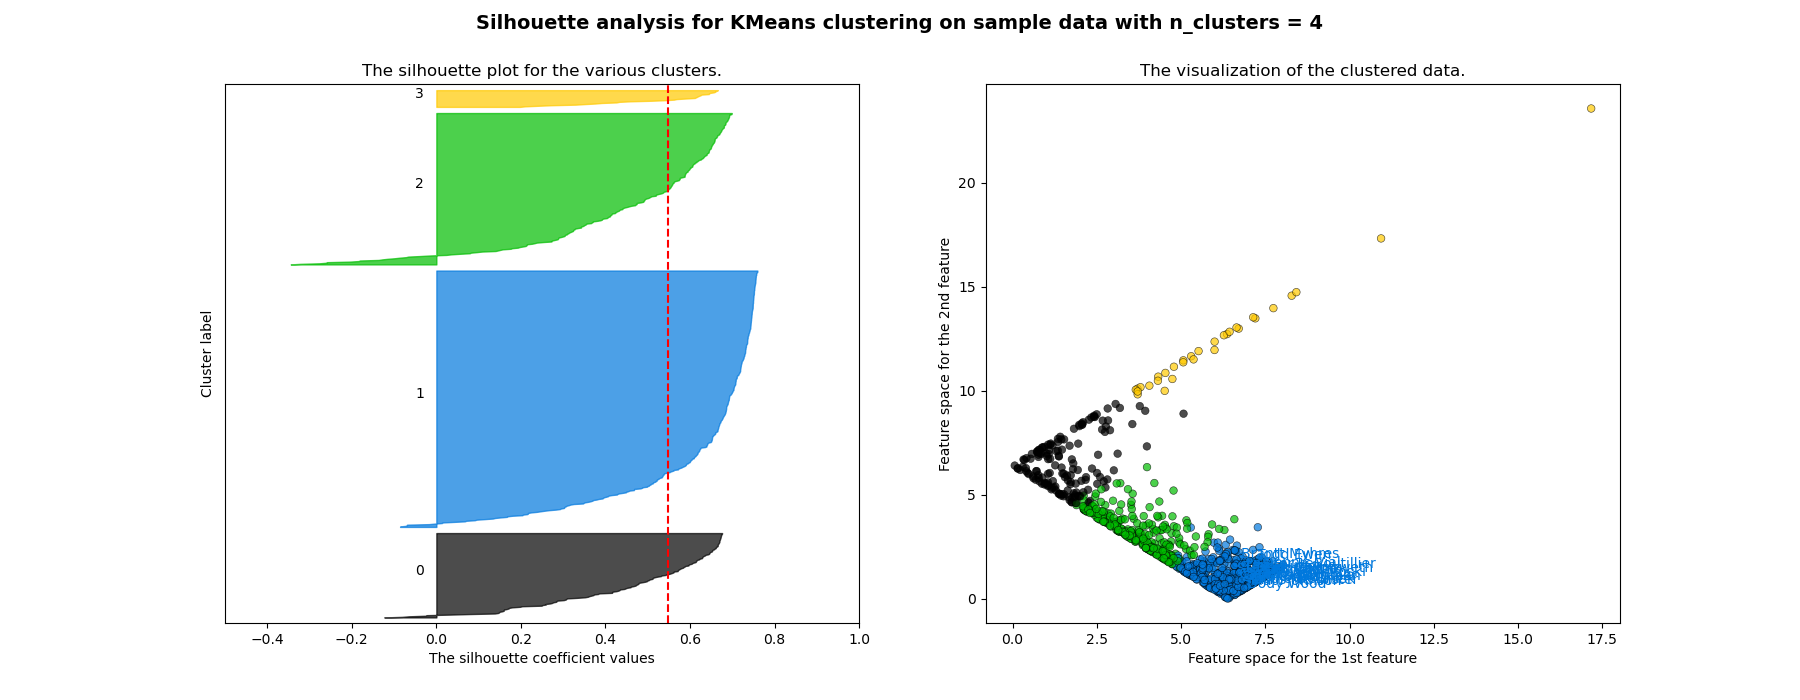 Silhouette analysis for KMeans clustering on sample data with n_clusters = 4
The silhouette plot for the various clusters.
3
2
1
0
Cluster label
−0.4
−0.2
0.0
0.2
0.4
0.6
0.8
1.0
The silhouette coefficient values
The visualization of the clustered data.
20
15
10
5
0
Feature space for the 2nd feature
Myhres
Wood
0.0
2.5
5.0
7.5
10.0
12.5
15.0
17.5
Feature space for the 1st feature